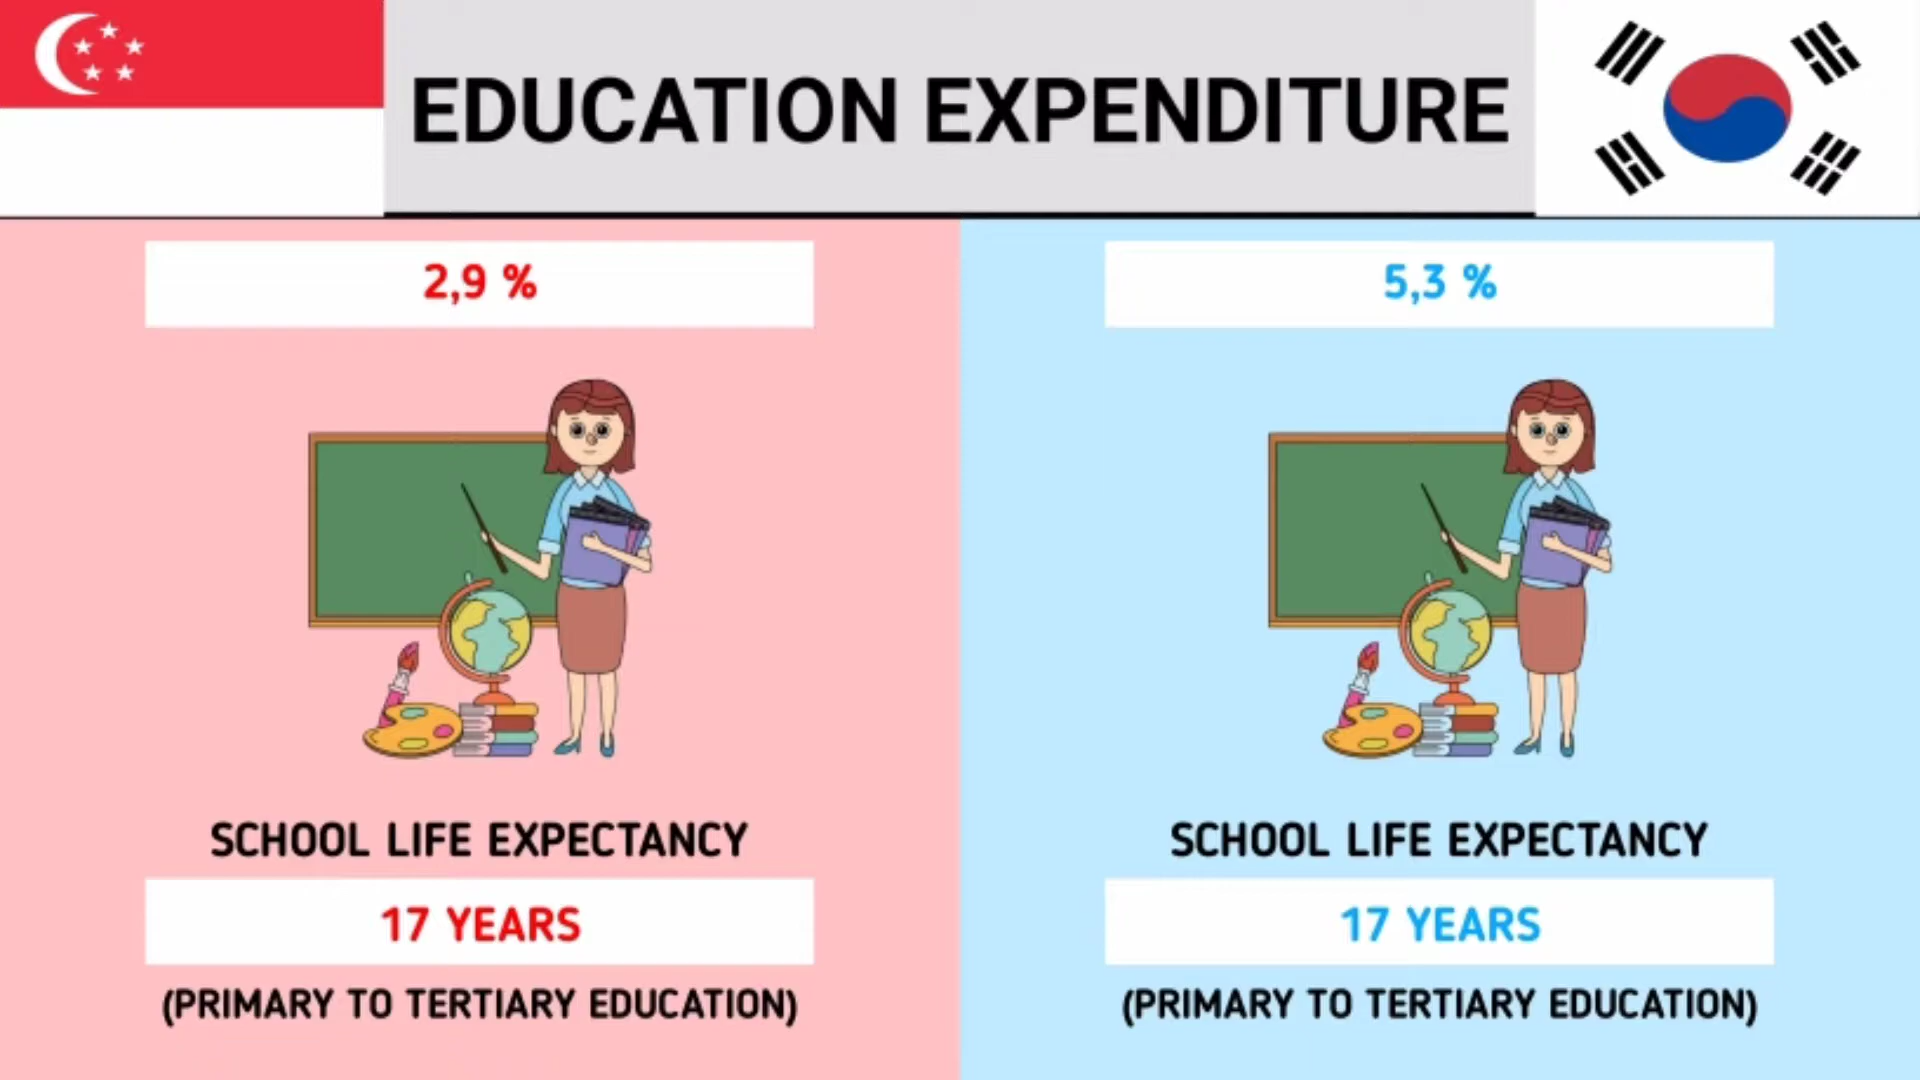 EDUCATION EXPENDITURE
2,9 %
5,3 %
SCHOOL LIFE EXPECTANCY
17 YEARS
(PRIMARY TO TERTIARY EDUCATION)
SCHOOL LIFE EXPECTANCY
17 YEARS
(PRIMARY TO TERTIARY EDUCATION)